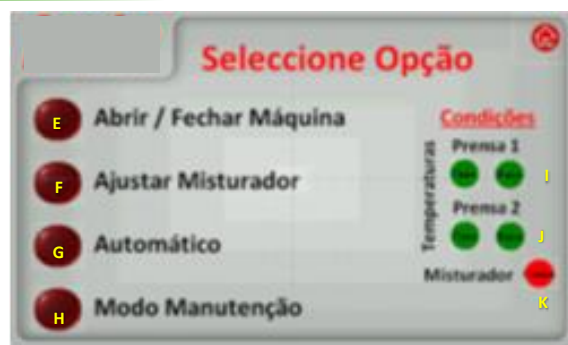 Seleccione Opção
E Abrir / Fechar Máquina
F Ajustar Misturador
G Automático
H Modo Manutenção
Condições
Temperaturas
Prensa 1
I
Prensa 2
J
Misturador
K